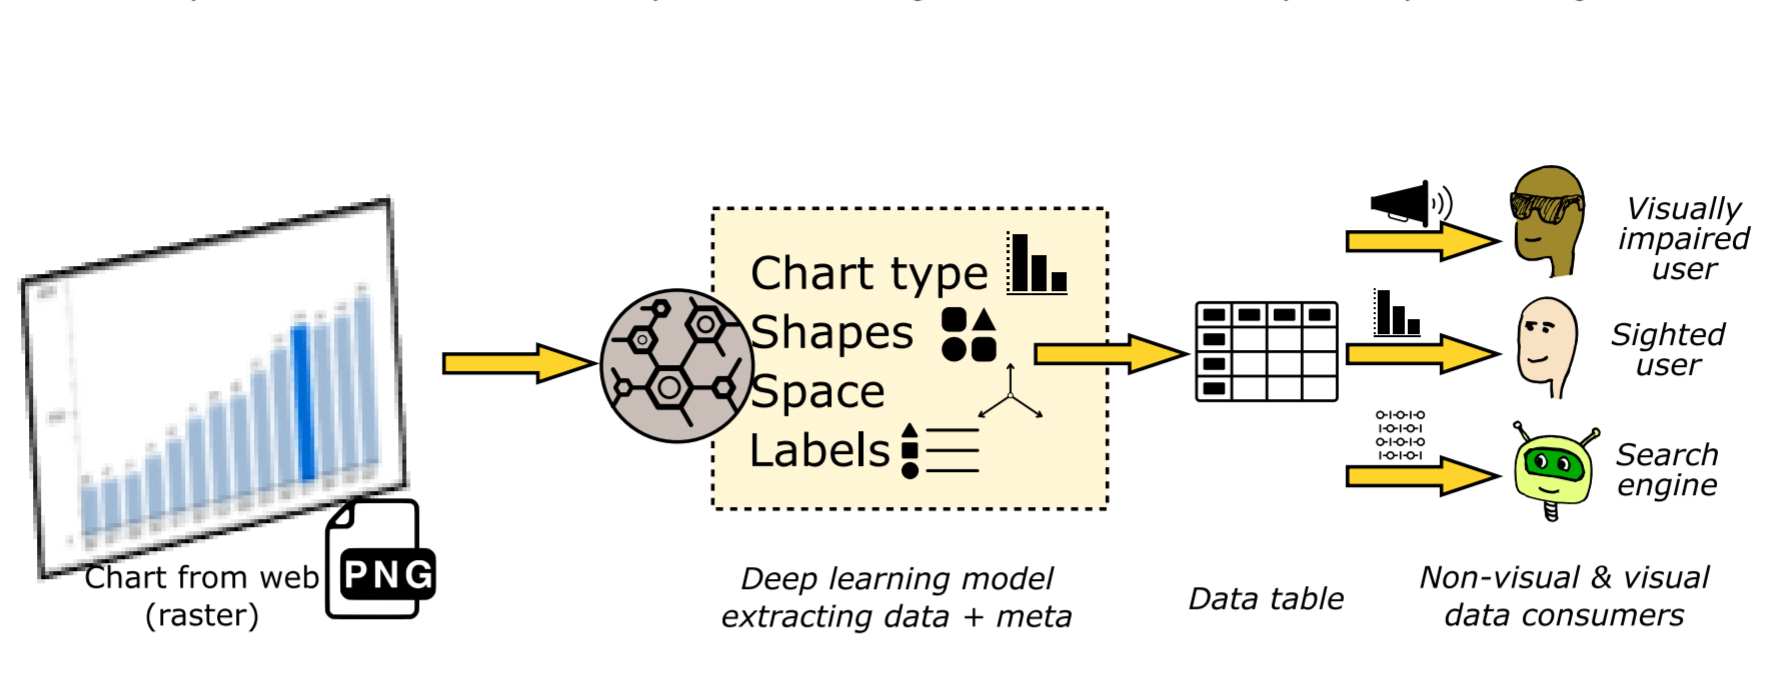 Chart type
Shapes
Space
Labels
Chart from web
(raster)
PNG
Deep learning model
extracting data + meta
Data table
Visually
impaired
user
Sighted
user
Search
engine
Non-visual & visual
data consumers